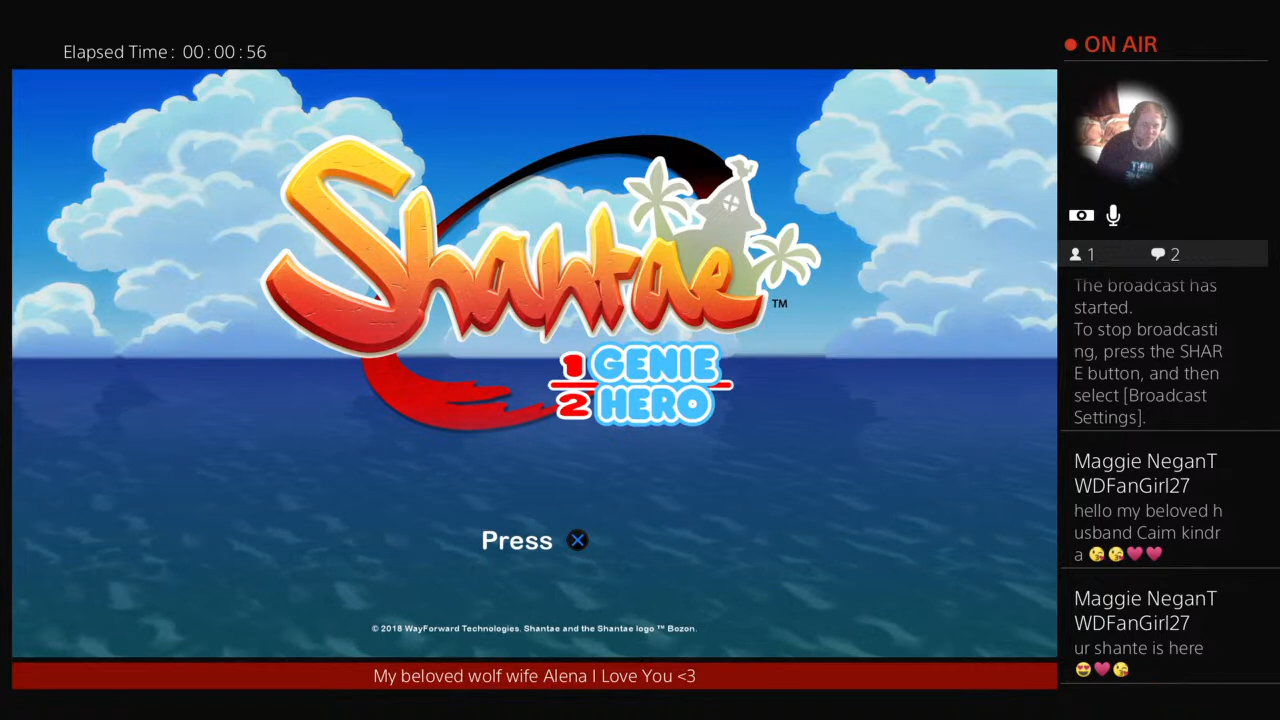 Elapsed Time: 00:00:56
ON AIR
1
2
The broadcast has
started.
To stop broadcasti
ng, press the SHAR
E button, and then
select [Broadcast
Settings].
Maggie NeganT
WDFanGirl27
hello my beloved h
usband Caim kindr
a 😘😘💗💗
Maggie NeganT
WDFanGirl27
ur shante is here
😍💗😘
Shantae™
1/2 GENIE
HERO
Press
© 2018 WayForward Technologies. Shantae and the Shantae logo ™ Bozon.
My beloved wolf wife Alena I Love You <3